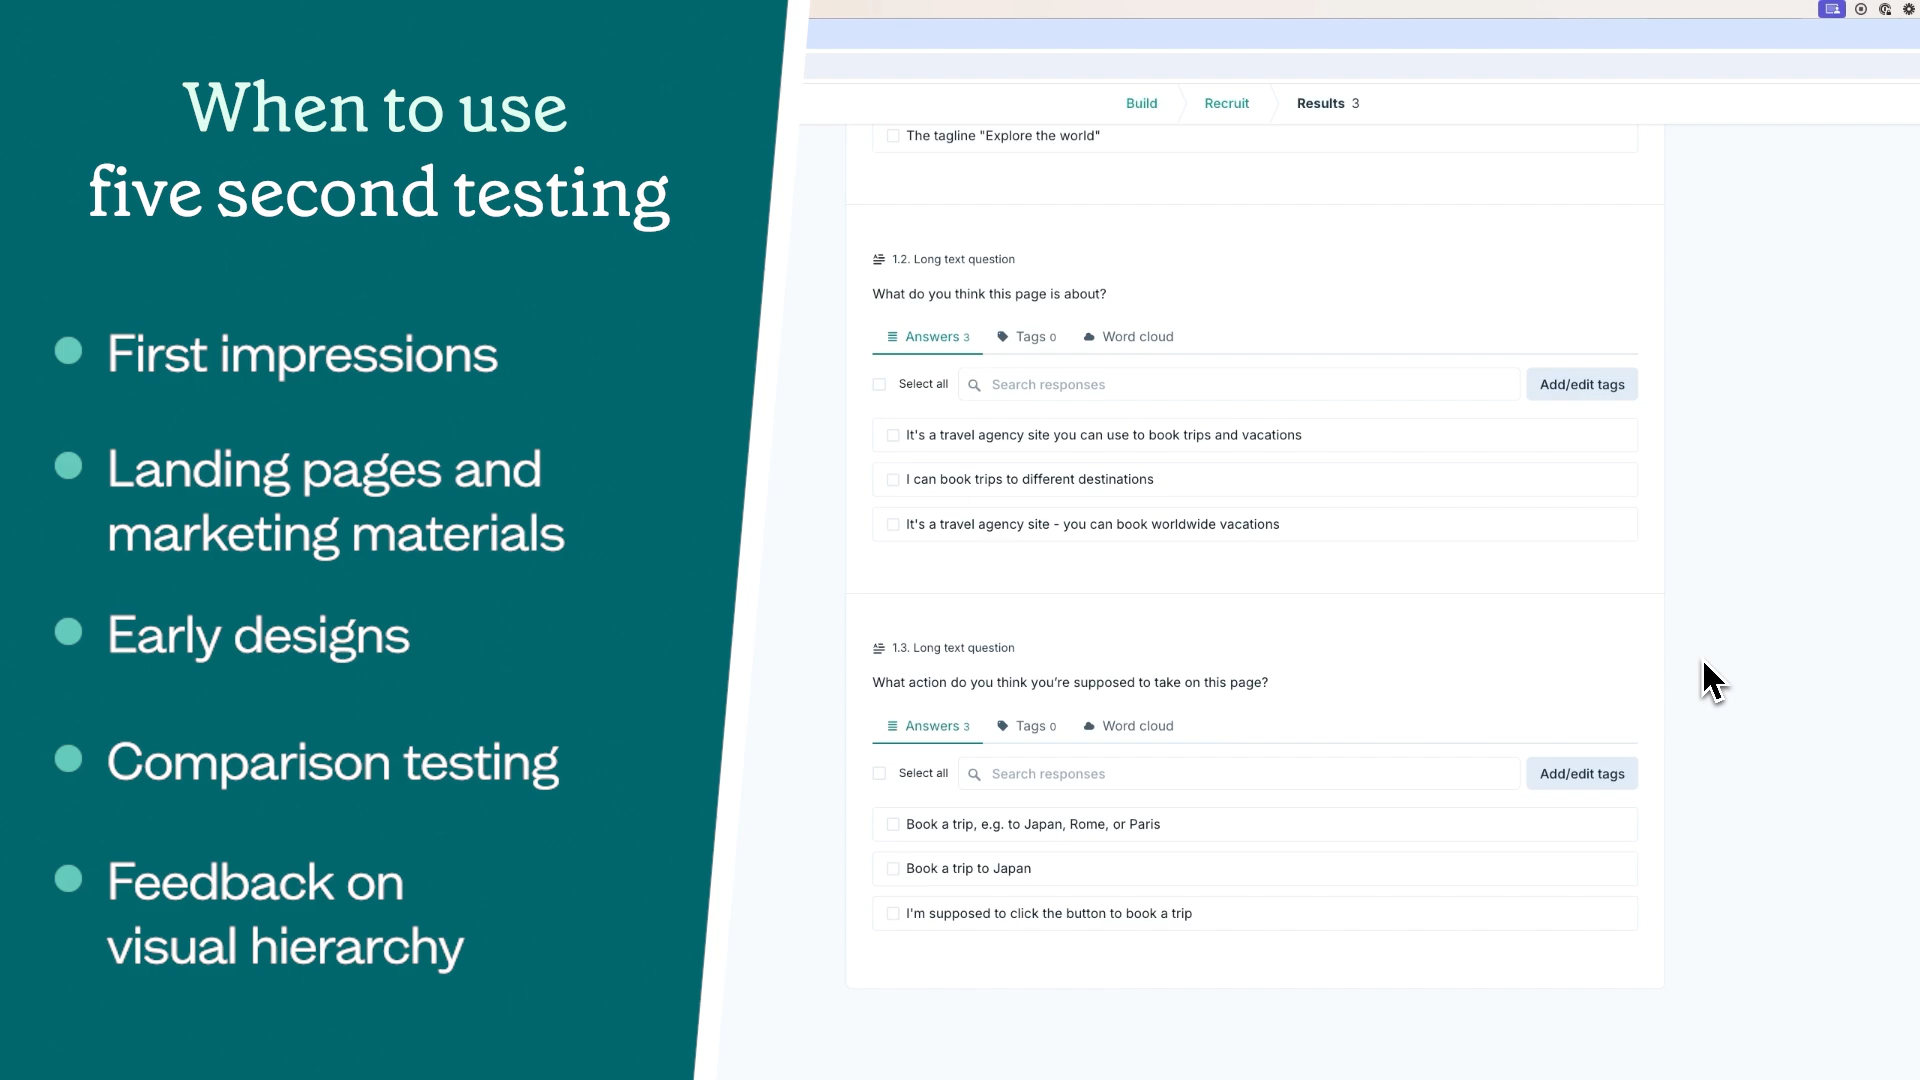 When to use
five second testing
First impressions
Landing pages and
marketing materials
Early designs
Comparison testing
Feedback on
visual hierarchy
Build
Recruit
Results 3
The tagline "Explore the world"
1.2. Long text question
What do you think this page is about?
Answers 3
Tags 0
Word cloud
Select all
Search responses
Add/edit tags
It's a travel agency site you can use to book trips and vacations
I can book trips to different destinations
It's a travel agency site - you can book worldwide vacations
1.3. Long text question
What action do you think you’re supposed to take on this page?
Answers 3
Tags 0
Word cloud
Select all
Search responses
Add/edit tags
Book a trip, e.g. to Japan, Rome, or Paris
Book a trip to Japan
I'm supposed to click the button to book a trip